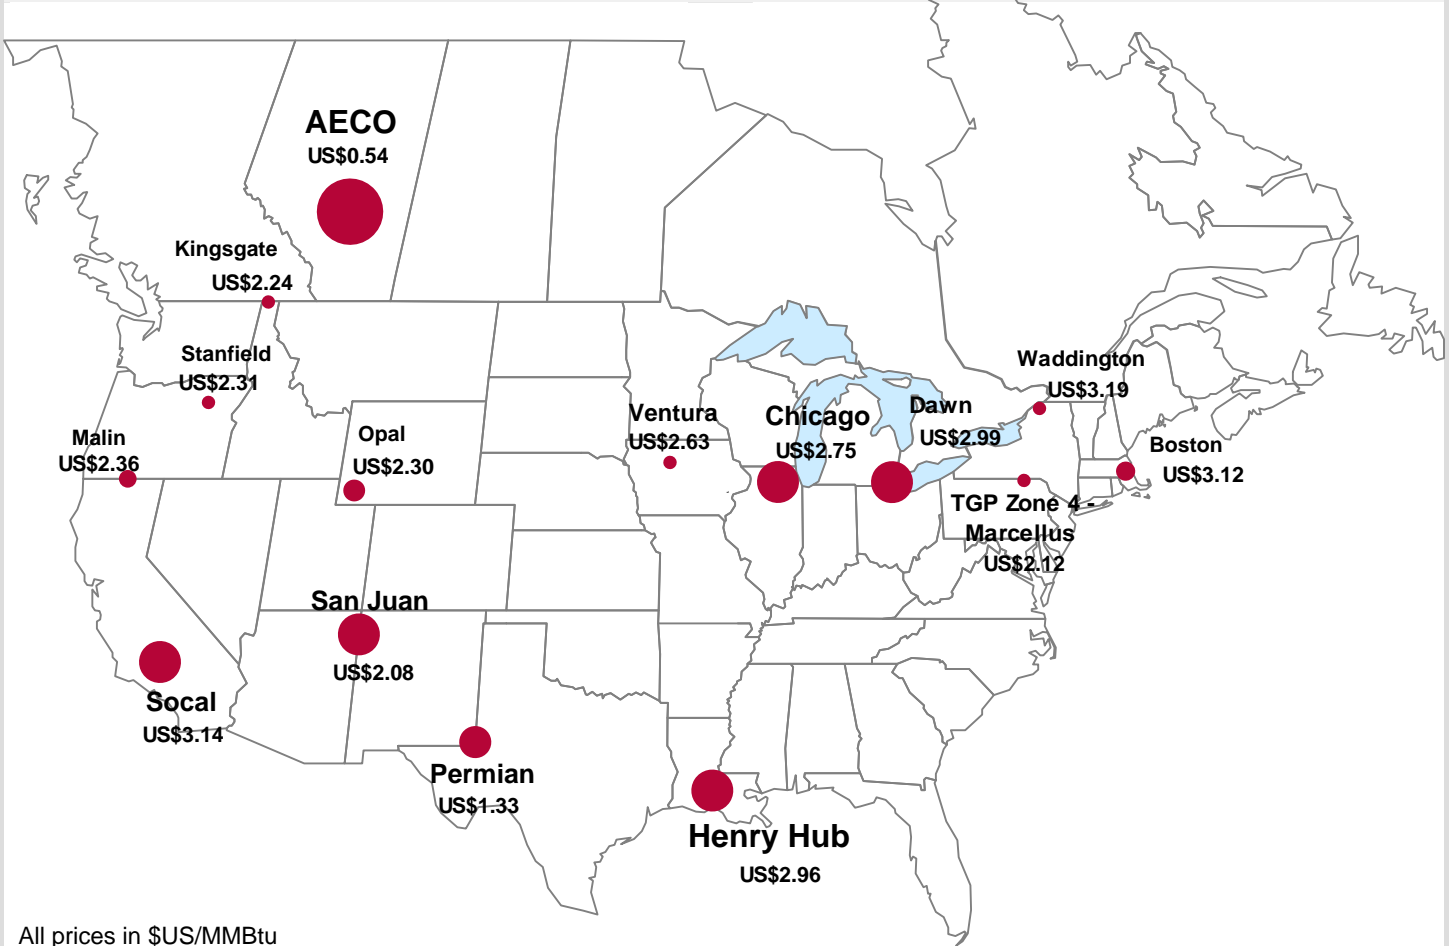 AECO
US$0.54
Kingsgate
US$2.24
Stanfield
US$2.31
Malin
US$2.36
Opal
US$2.30
Ventura
US$2.63
Chicago
US$2.75
Dawn
US$2.99
Waddington
US$3.19
Boston
US$3.12
TGP Zone 4 -
Marcellus
US$2.12
San Juan
US$2.08
Socal
US$3.14
Permian
US$1.33
Henry Hub
US$2.96
All prices in $US/MMBtu